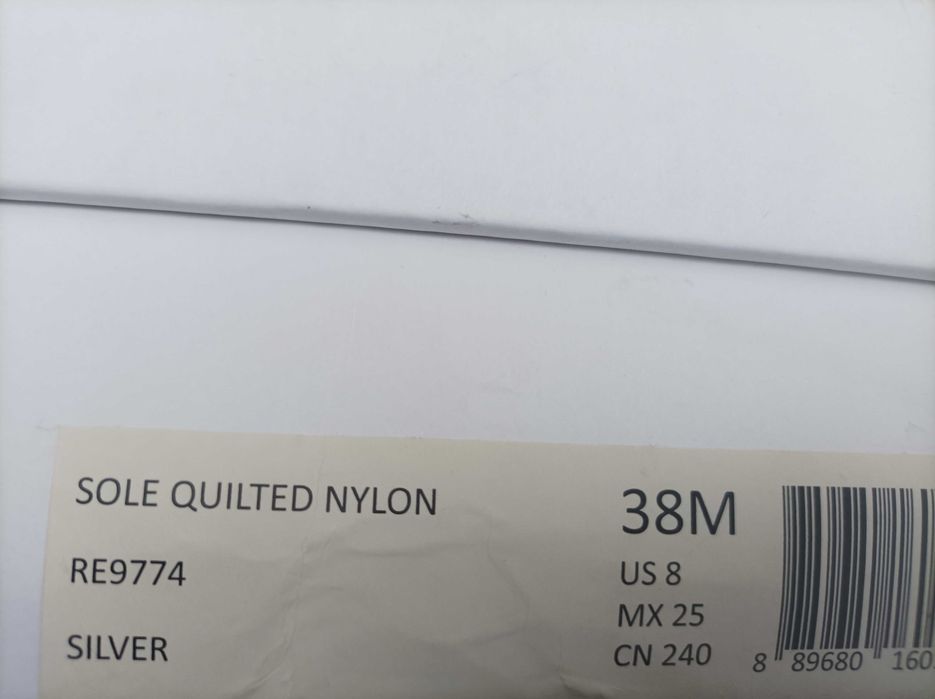 SOLE QUILTED NYLON
RE9774
SILVER
38M
US 8
MX 25
CN 240
8 89680 160